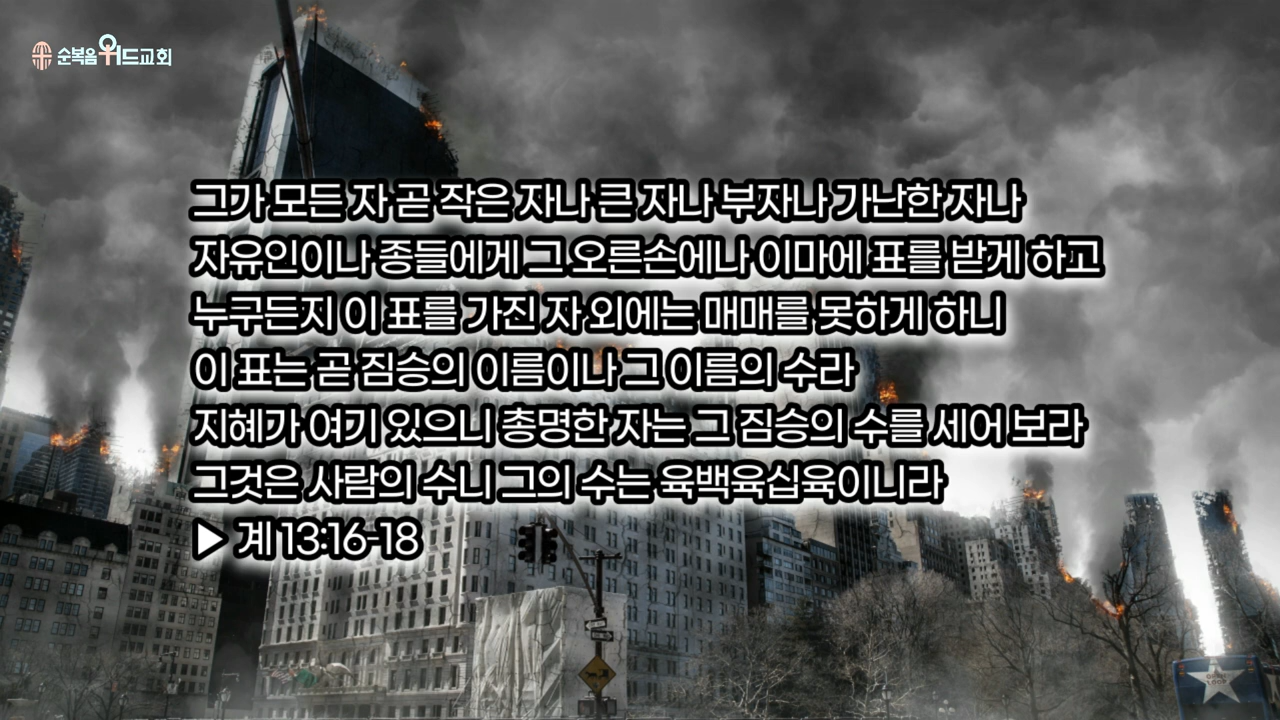 순복음위드교회
그가 모든 자 곧 작은 자나 큰 자나 부자나 가난한 자나
자유인이나 종들에게 그 오른손에나 이마에 표를 받게 하고
누구든지 이 표를 가진 자 외에는 매매를 못하게 하니
이 표는 곧 짐승의 이름이나 그 이름의 수라
지혜가 여기 있으니 총명한 자는 그 짐승의 수를 세어 보라
그것은 사람의 수니 그의 수는 육백육십육이니라
▶ 계 13:16-18
OPEN
LOOP